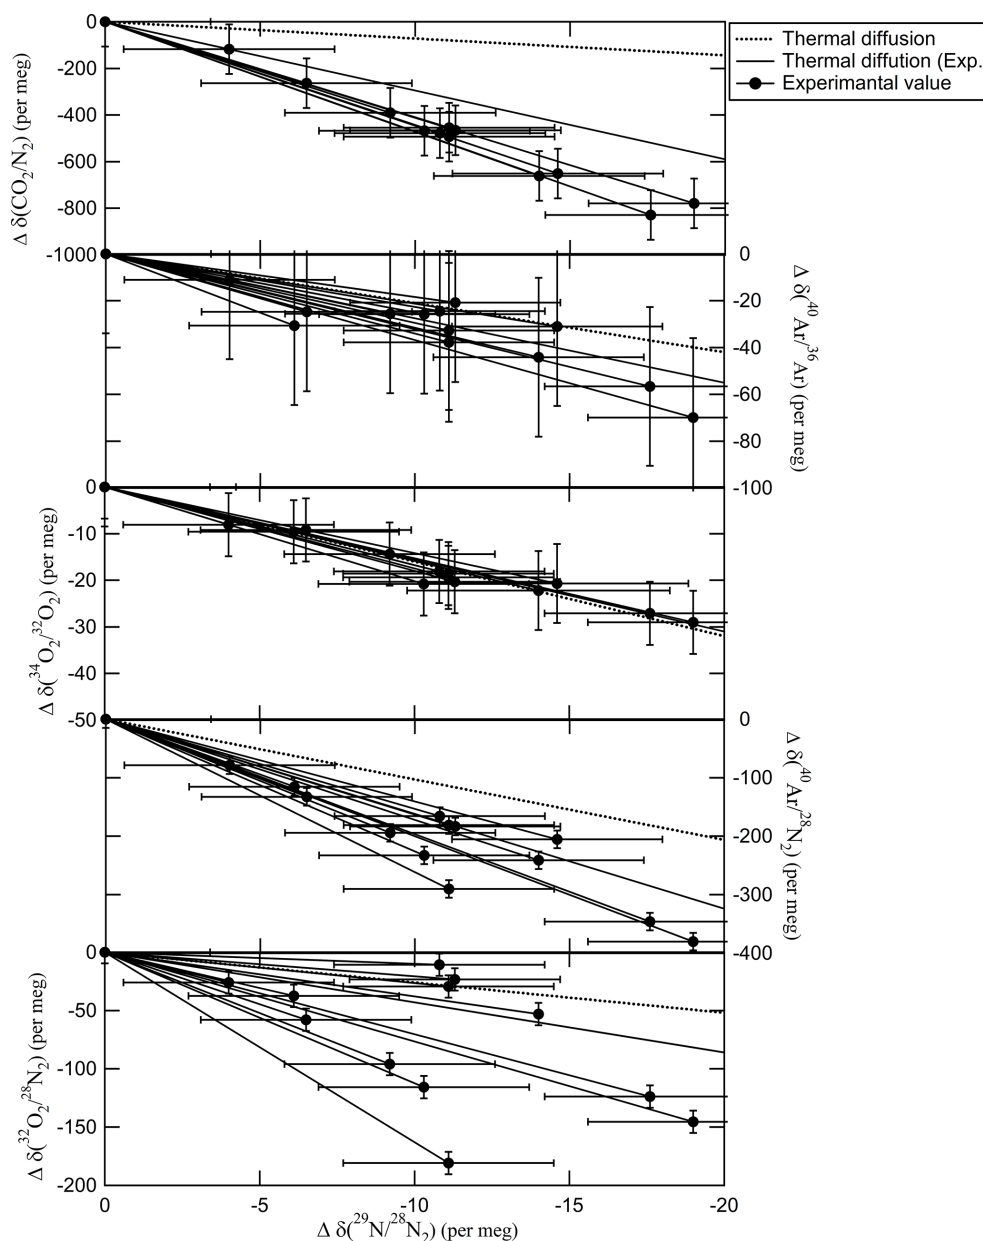 Thermal diffusion
Thermal diffution (Exp.
Experimantal value
0
-200
-400
-600
-800
-1000
Δ δ(CO2/N2) (per meg)
0
-20
-40
-60
-80
-100
Δ δ(40Ar/36Ar) (per meg)
0
-10
-20
-30
-40
-50
Δ δ(34O2/32O2) (per meg)
0
-100
-200
-300
-400
Δ δ(40Ar/28N2) (per meg)
0
-50
-100
-150
-200
Δ δ(32O2/28N2) (per meg)
0 -5 -10 -15 -20
Δ δ(29N/28N2) (per meg)